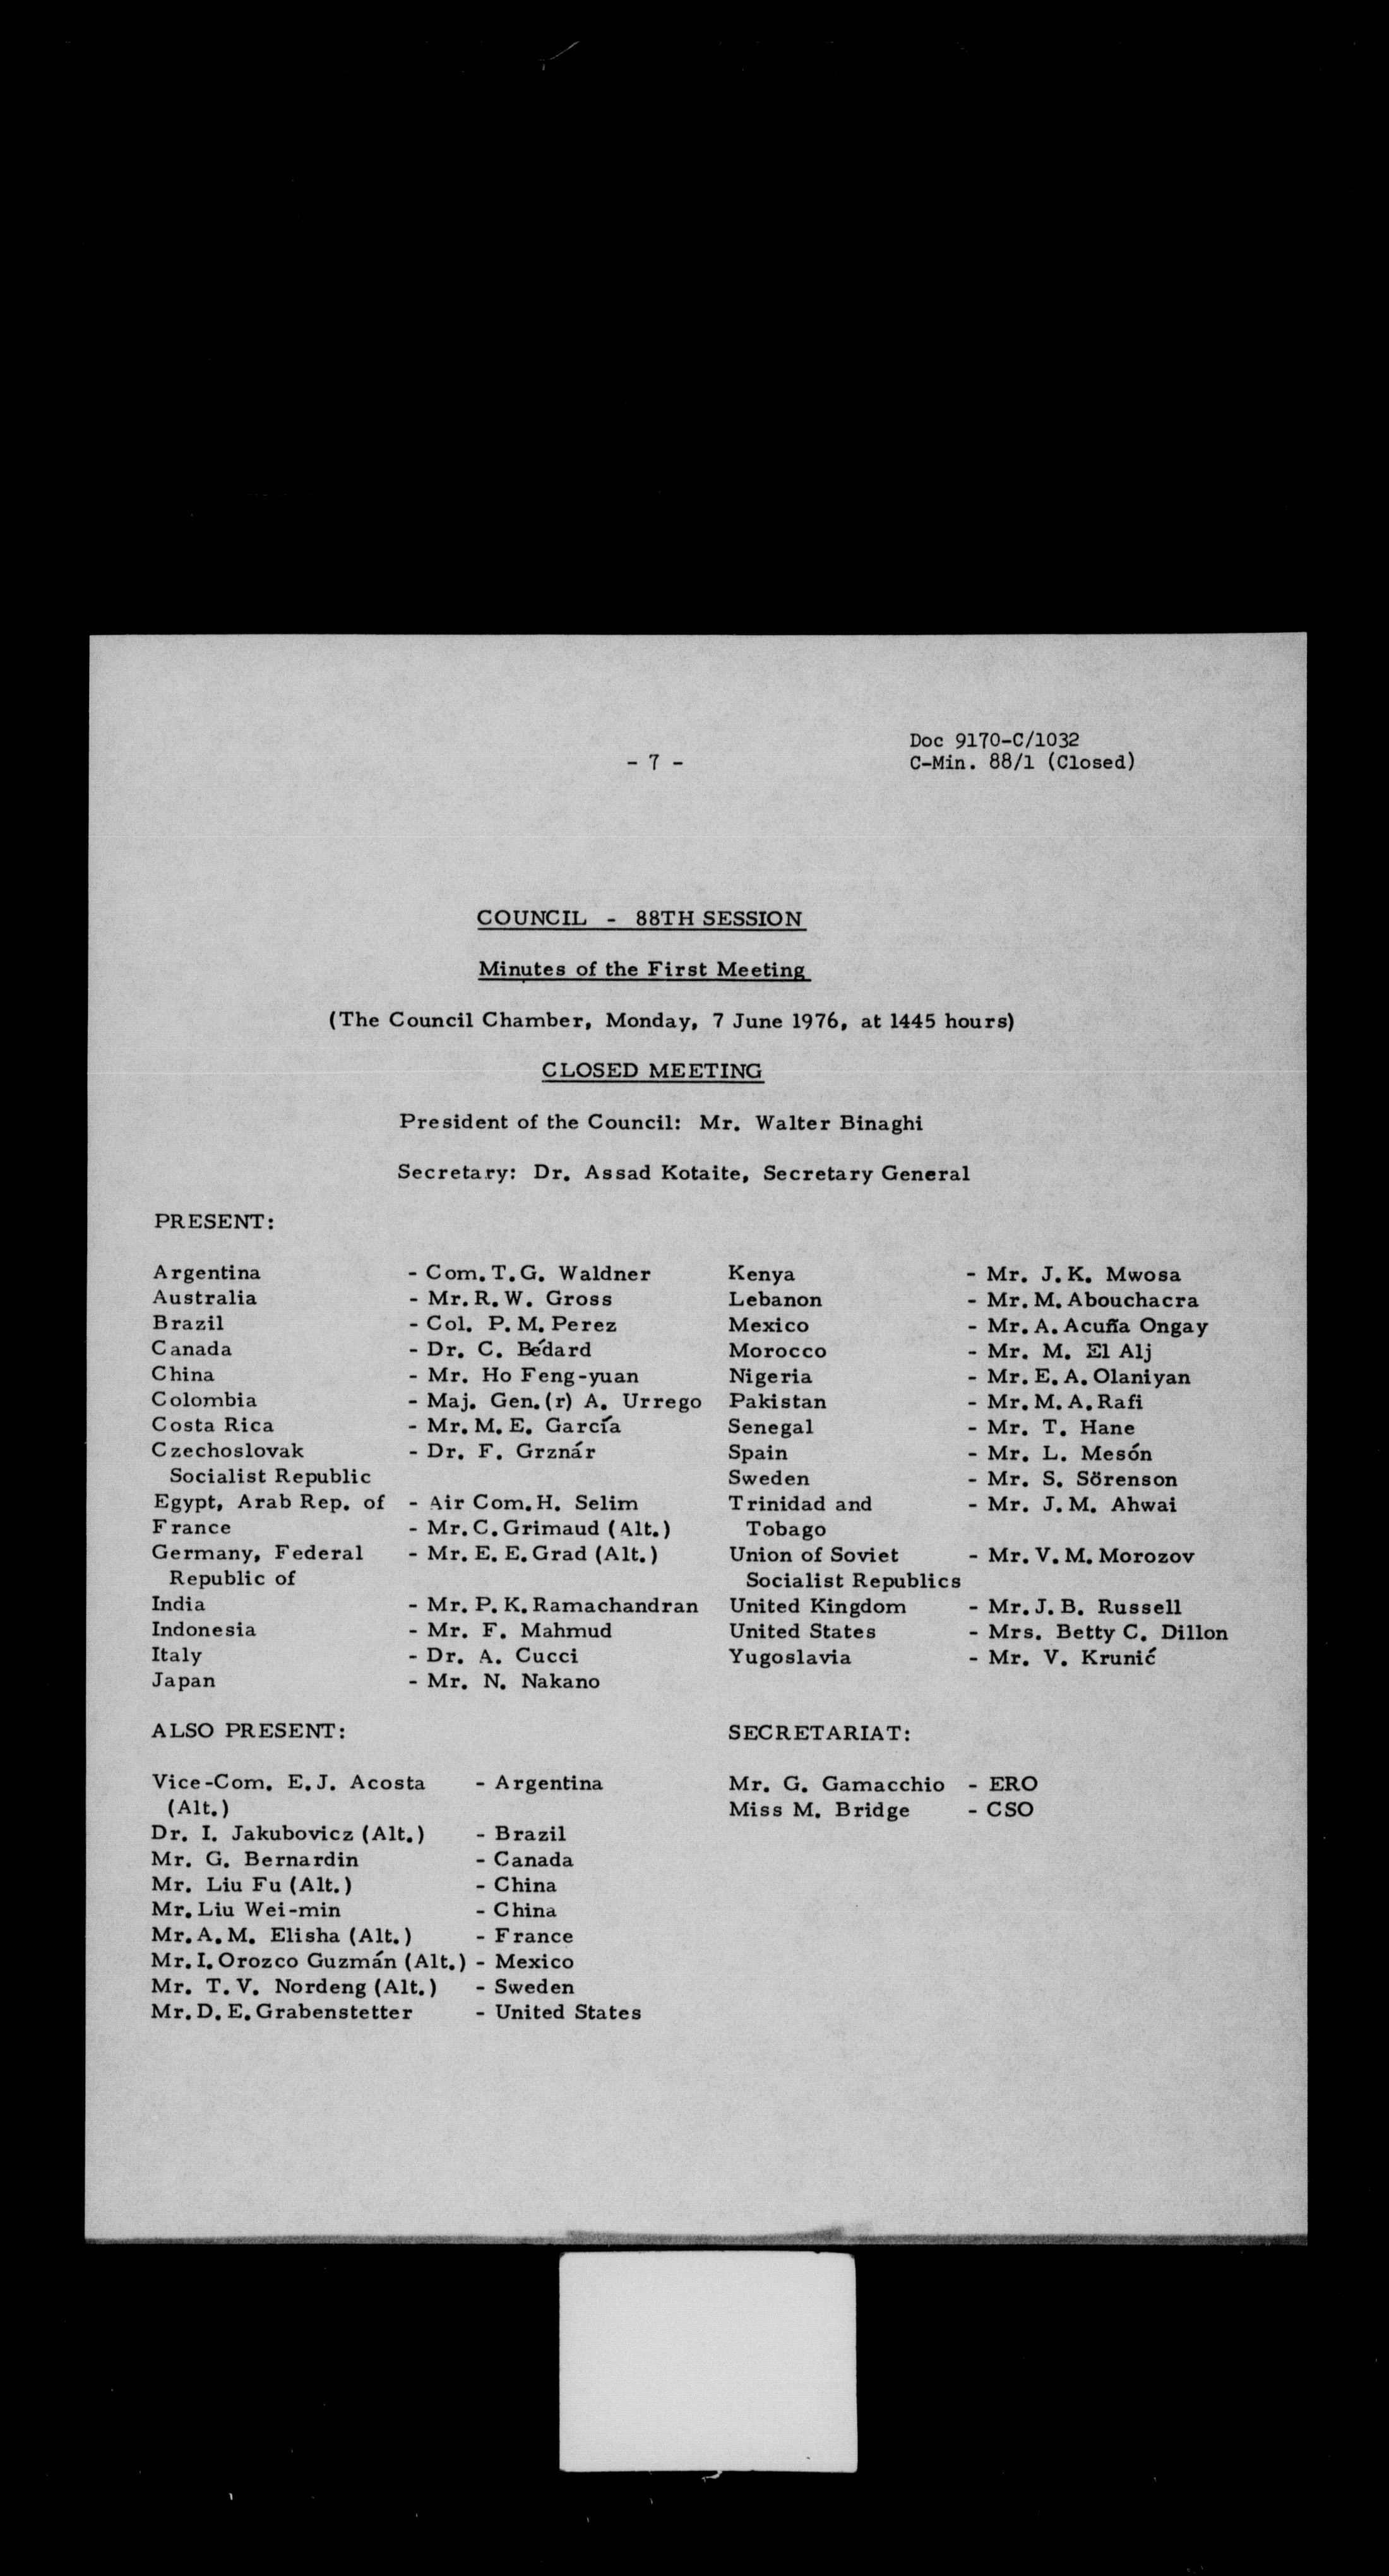 Doc 9170-C/1032
- 7 -
C-Min. 88/1 (Closed)
COUNCIL - 88TH SESSION
Minutes of the First Meeting
(The Council Chamber, Monday, 7 June 1976, at 1445 hours)
CLOSED MEETING
President of the Council: Mr. Walter Binaghi
Secretary: Dr. Assad Kotaite, Secretary General
PRESENT:
Argentina - Com. T.G. Waldner
Australia - Mr. R.W. Gross
Brazil - Col. P.M. Perez
Canada - Dr. C. Bédard
China - Mr. Ho Feng-yuan
Colombia - Maj. Gen. (r) A. Urrego
Costa Rica - Mr. M. E. García
Czechoslovak - Dr. F. Grznár
Socialist Republic
Egypt, Arab Rep. of - Air Com. H. Selim
France - Mr. C. Grimaud (Alt.)
Germany, Federal - Mr. E. E. Grad (Alt.)
Republic of
India - Mr. P. K. Ramachandran
Indonesia - Mr. F. Mahmud
Italy - Dr. A. Cucci
Japan - Mr. N. Nakano
Kenya - Mr. J. K. Mwosa
Lebanon - Mr. M. Abouchacra
Mexico - Mr. A. Acuña Ongay
Morocco - Mr. M. El Alj
Nigeria - Mr. E. A. Olaniyan
Pakistan - Mr. M. A. Rafi
Senegal - Mr. T. Hane
Spain - Mr. L. Mesón
Sweden - Mr. S. Sörenson
Trinidad and - Mr. J. M. Ahwai
Tobago
Union of Soviet - Mr. V. M. Morozov
Socialist Republics
United Kingdom - Mr. J. B. Russell
United States - Mrs. Betty C. Dillon
Yugoslavia - Mr. V. Krunić
ALSO PRESENT:
Vice-Com. E.J. Acosta - Argentina
(Alt.)
Dr. I. Jakubovicz (Alt.) - Brazil
Mr. G. Bernardin - Canada
Mr. Liu Fu (Alt.) - China
Mr. Liu Wei-min - China
Mr. A. M. Elisha (Alt.) - France
Mr. I. Orozco Guzmán (Alt.) - Mexico
Mr. T. V. Nordeng (Alt.) - Sweden
Mr. D. E. Grabenstetter - United States
SECRETARIAT:
Mr. G. Gamacchio - ERO
Miss M. Bridge - CSO